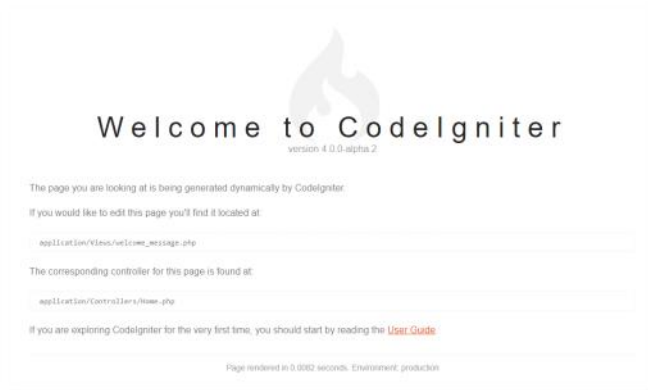 Welcome to CodeIgniter
version 4.0.0-alpha.2
The page you are looking at is being generated dynamically by CodeIgniter.
If you would like to edit this page you'll find it located at:
application/Views/welcome_message.php
The corresponding controller for this page is found at:
application/Controllers/Home.php
If you are exploring CodeIgniter for the very first time, you should start by reading the User Guide.
Page rendered in 0.0082 seconds. Environment: production